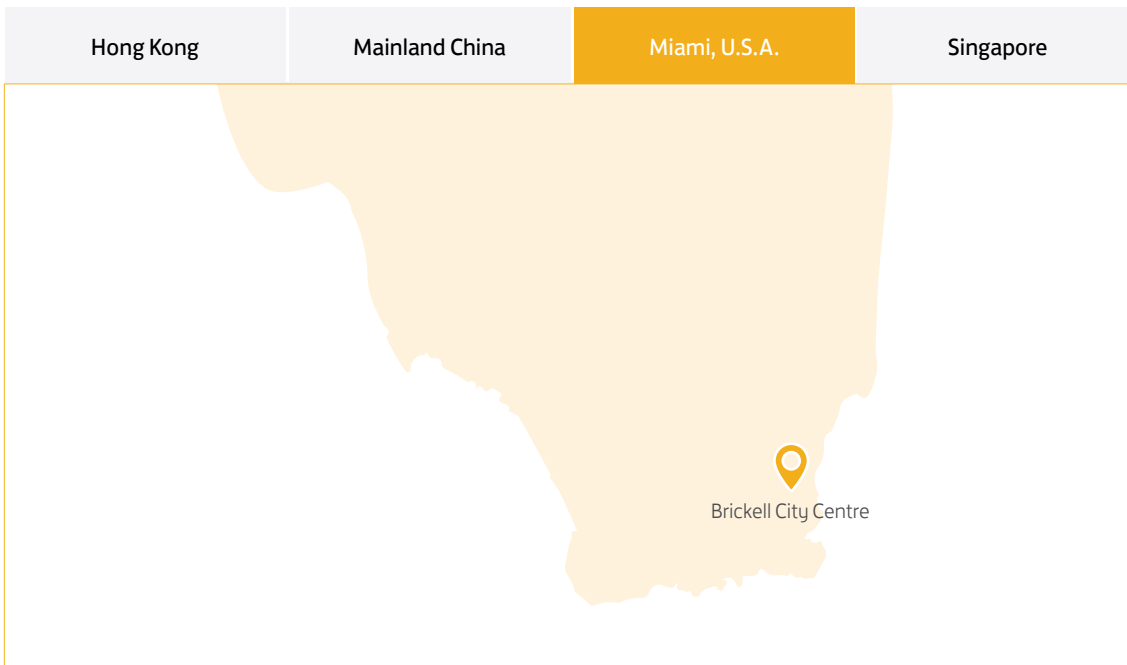 Hong Kong
Mainland China
Miami, U.S.A.
Singapore
Brickell City Centre